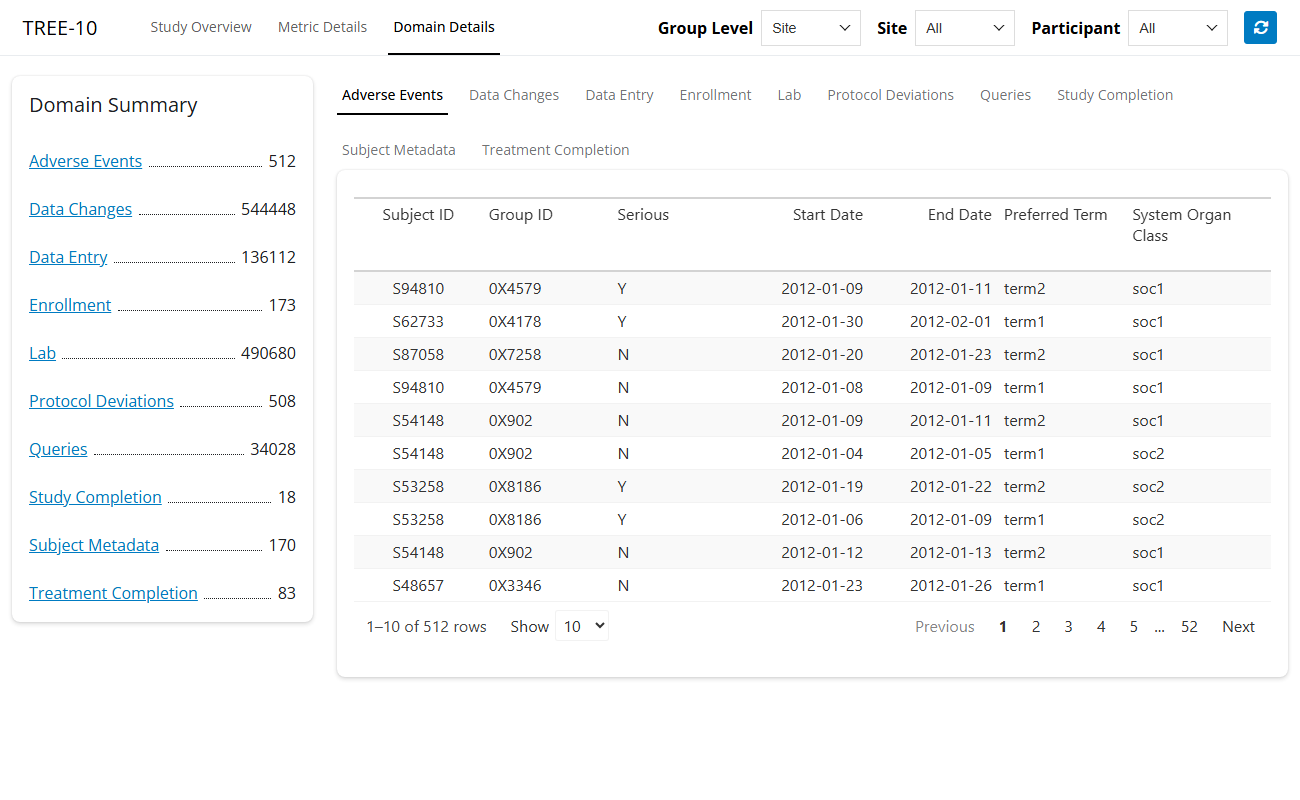 TREE-10 Study Overview Metric Details Domain Details Group Level Site Site All Participant All
Domain Summary
Adverse Events 512
Data Changes 544448
Data Entry 136112
Enrollment 173
Lab 490680
Protocol Deviations 508
Queries 34028
Study Completion 18
Subject Metadata 170
Treatment Completion 83
Adverse Events Data Changes Data Entry Enrollment Lab Protocol Deviations Queries Study Completion
Subject Metadata Treatment Completion
Subject ID Group ID Serious Start Date End Date Preferred Term System Organ
Class
S94810 0X4579 Y 2012-01-09 2012-01-11 term2 soc1
S62733 0X4178 Y 2012-01-30 2012-02-01 term1 soc1
S87058 0X7258 N 2012-01-20 2012-01-23 term2 soc1
S94810 0X4579 N 2012-01-08 2012-01-09 term1 soc1
S54148 0X902 N 2012-01-09 2012-01-11 term2 soc1
S54148 0X902 N 2012-01-04 2012-01-05 term1 soc2
S53258 0X8186 Y 2012-01-19 2012-01-22 term2 soc2
S53258 0X8186 Y 2012-01-06 2012-01-09 term1 soc2
S54148 0X902 N 2012-01-12 2012-01-13 term2 soc1
S48657 0X3346 N 2012-01-23 2012-01-26 term1 soc1
1–10 of 512 rows Show 10 Previous 1 2 3 4 5 ... 52 Next